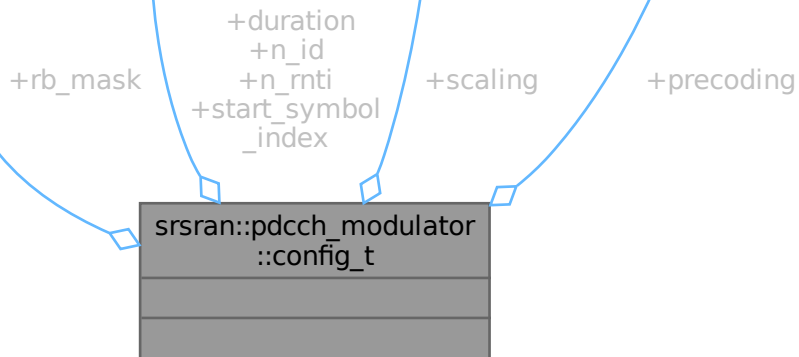 +duration
+n_id
+rb_mask
+n_rnti
+scaling
+precoding
+start_symbol
_index
srsran::pdcch_modulator
::config_t